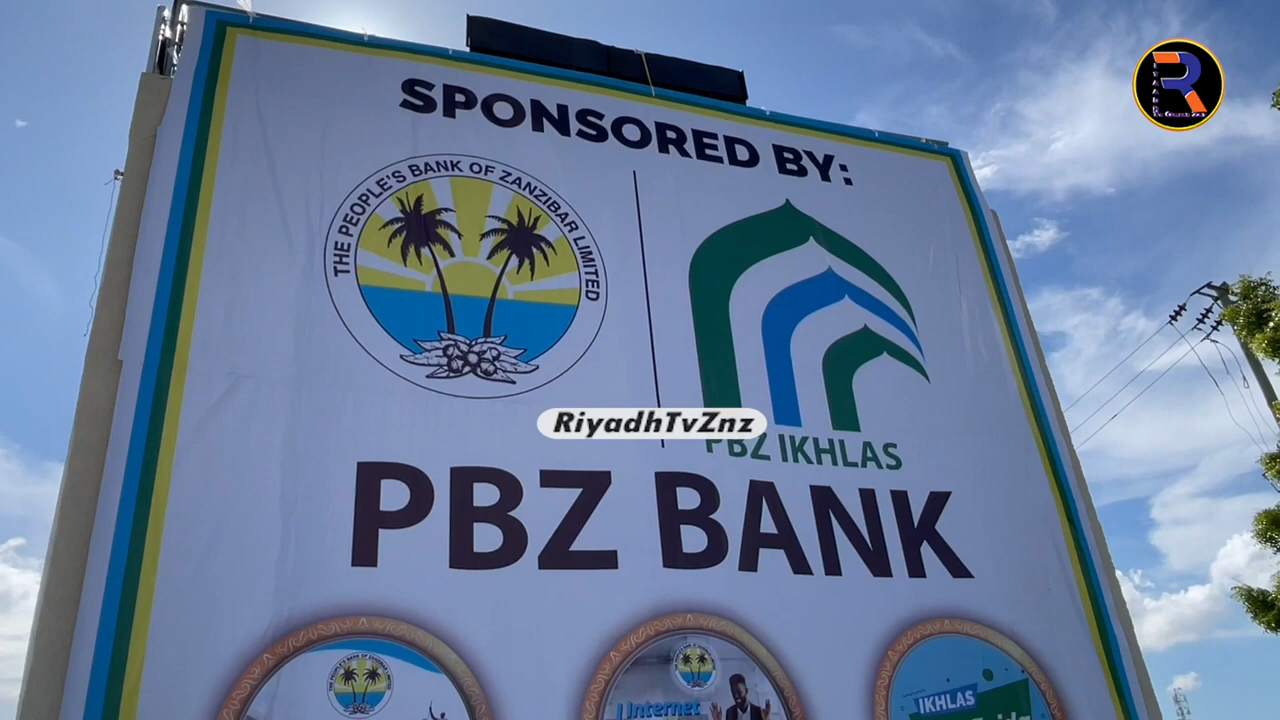 SPONSORED BY:
THE PEOPLE'S BANK OF ZANZIBAR LIMITED
RiyadhTvZnz
PBZ IKHLAS
PBZ BANK
Internet
IKHLAS